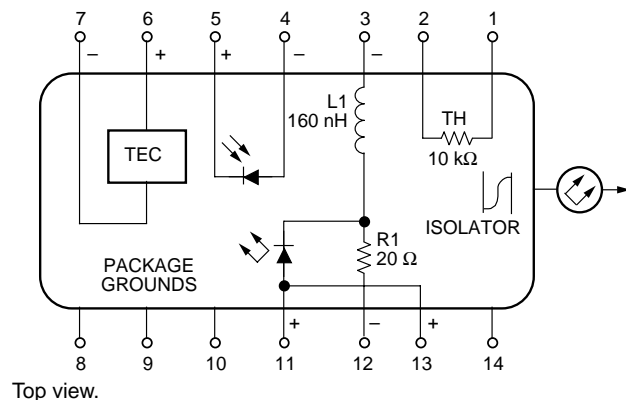 7 6 5 4 3 2 1
– + + – –
L1
160 nH
TH
10 kΩ
TEC
ISOLATOR
R1
20 Ω
PACKAGE
GROUNDS
+ – +
8 9 10 11 12 13 14
Top view.